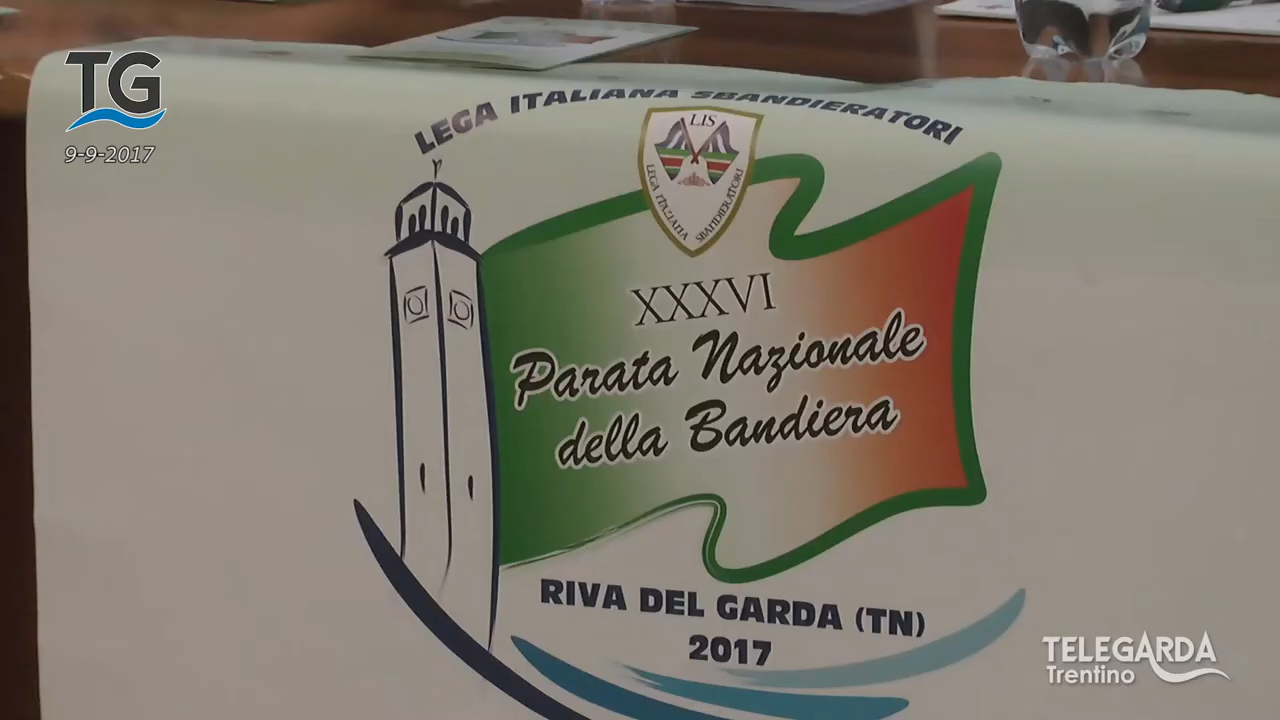 TG
9-9-2017
LEGA ITALIANA SBANDIERATORI
LIS
LEGA ITALIANA SBANDIERATORI
XXXVI
Parata Nazionale
della Bandiera
RIVA DEL GARDA (TN)
2017
TELEGARDA
Trentino